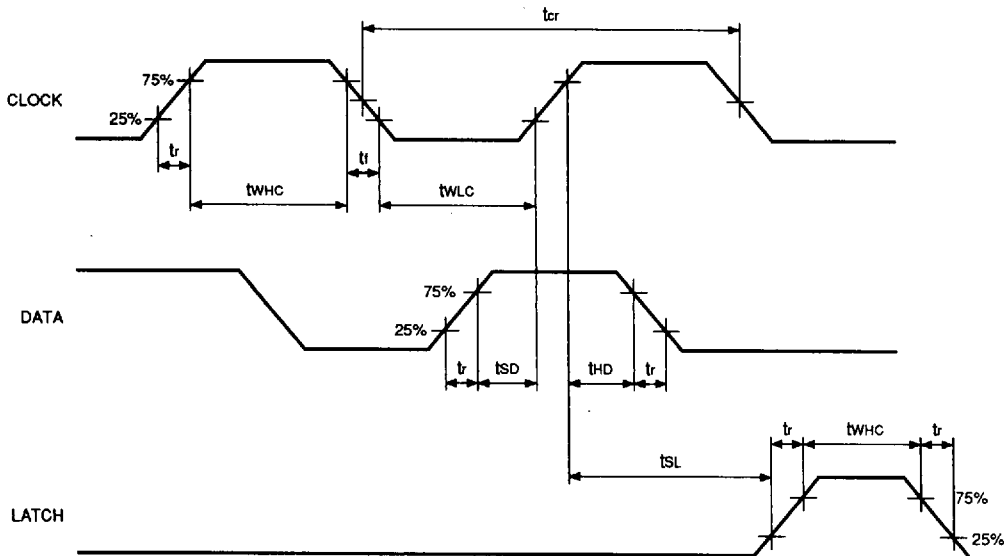 tcr
75%
CLOCK
25%
tr
tf
tWHC
tWLC
75%
DATA
25%
tr
tSD
tHD
tr
tr
tWHC
tr
tSL
75%
LATCH
25%